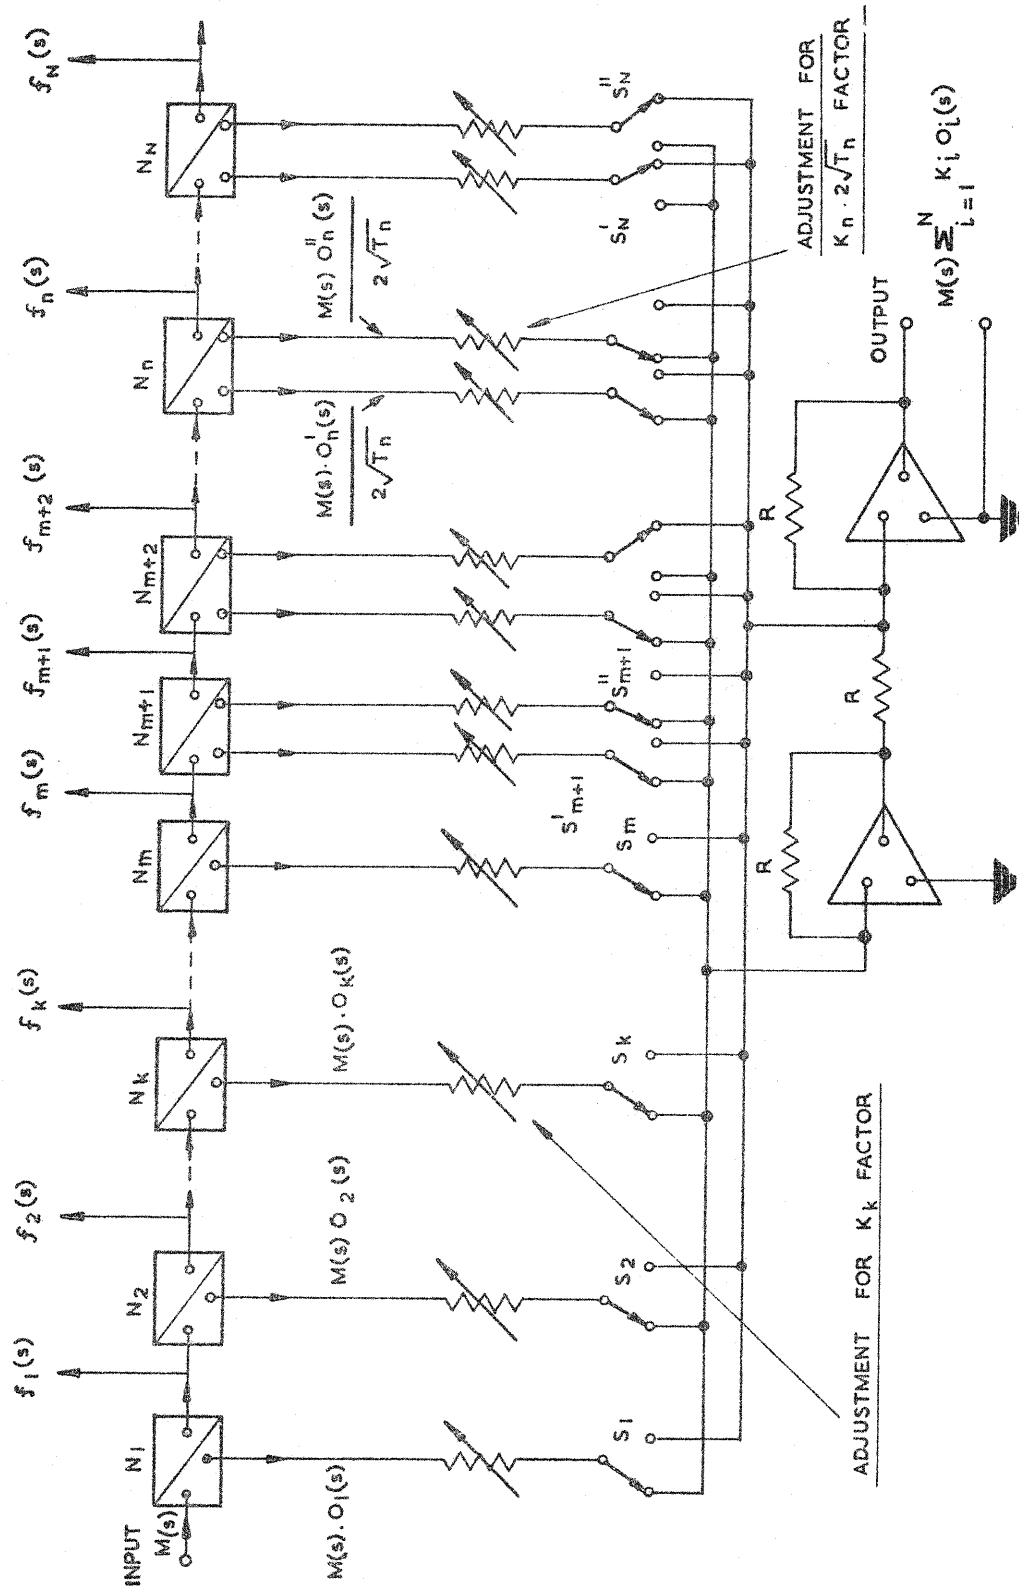 INPUT
M(s)
N1
f1(s)
N2
f2(s)
Nk
fk(s)
Nm
fm(s)
Nm+1
fm+1(s)
Nm+2
fm+2(s)
Nn
fn(s)
NN
fN(s)
M(s).O1(s)
M(s) O2(s)
M(s).Ok(s)
M(s).O'n(s)
2√Tn
M(s) O''n(s)
2√Tn
S1
S2
Sk
Sm
S'm+1
S''m+1
S'N
S''N
ADJUSTMENT FOR Kk FACTOR
ADJUSTMENT FOR
Kn . 2√Tn FACTOR
R
R
R
OUTPUT
M(s) Σ N i=1 Ki Oi(s)